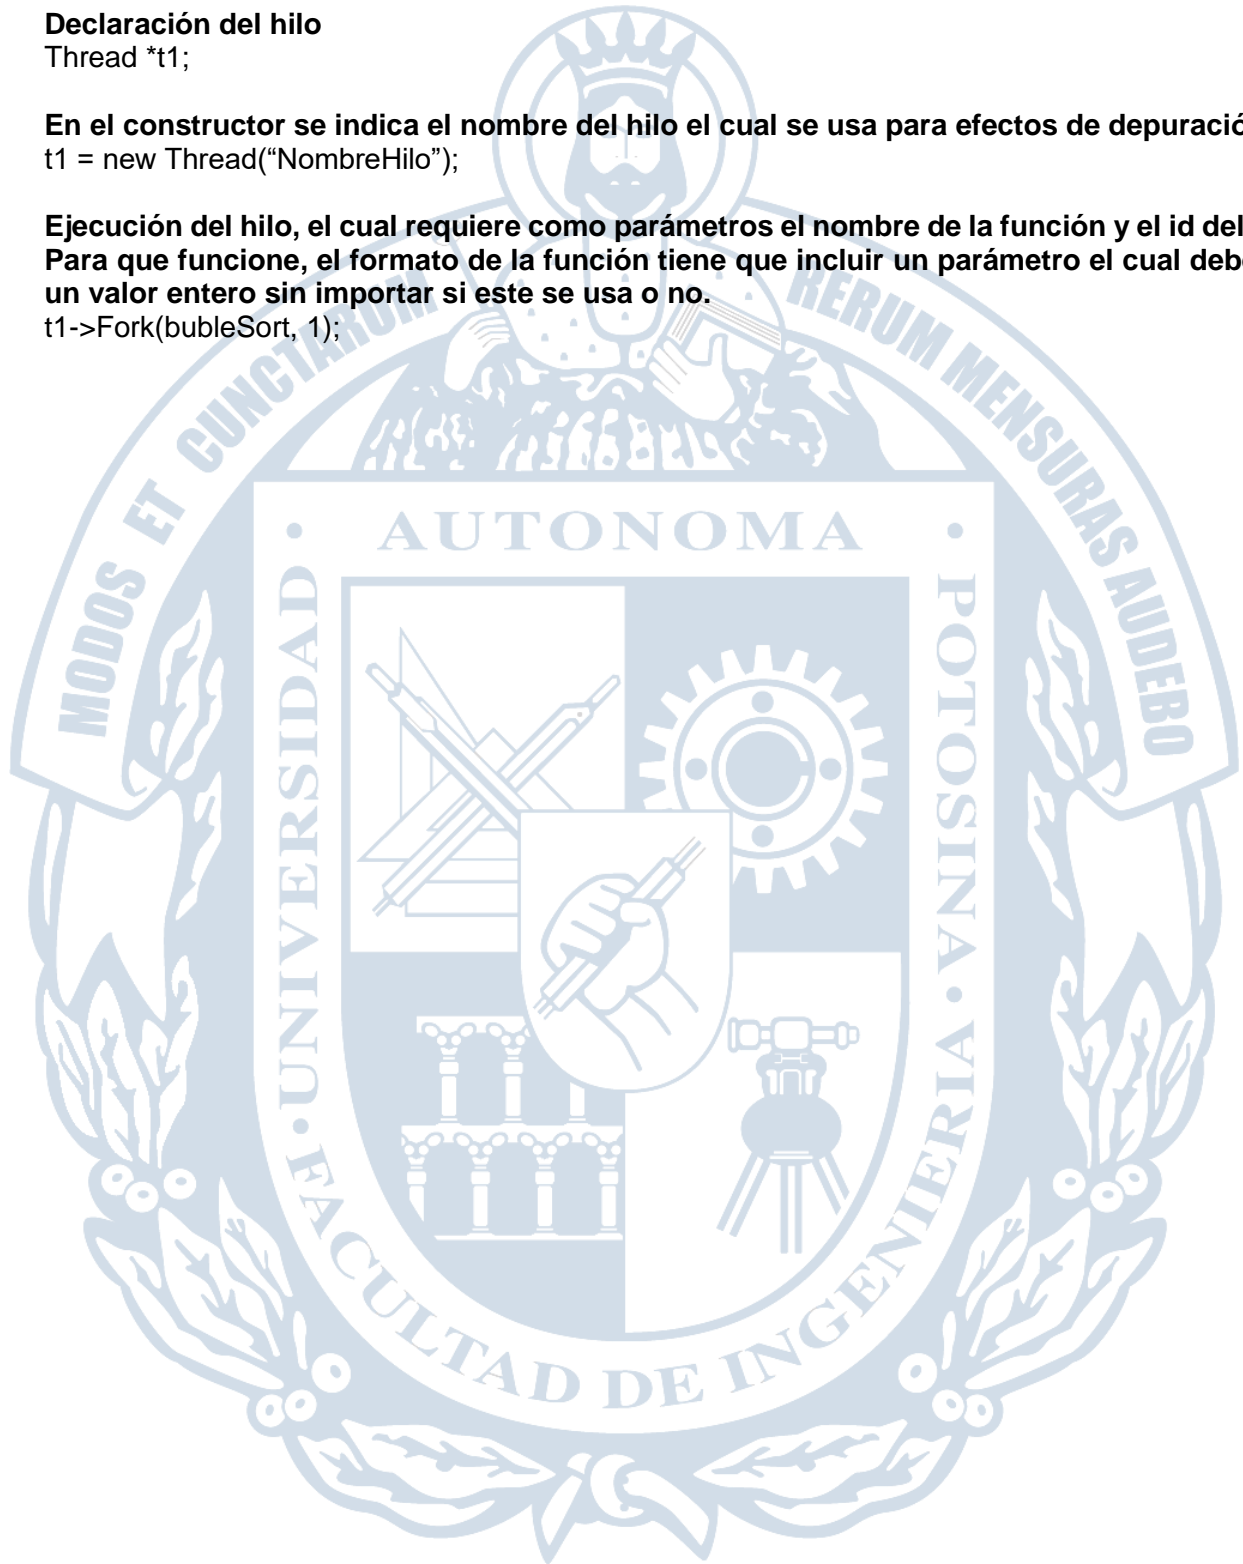 Declaración del hilo
Thread *t1;
En el constructor se indica el nombre del hilo el cual se usa para efectos de depuració
t1 = new Thread(“NombreHilo”);
Ejecución del hilo, el cual requiere como parámetros el nombre de la función y el id del
Para que funcione, el formato de la función tiene que incluir un parámetro el cual debe
un valor entero sin importar si este se usa o no.
t1->Fork(bubleSort, 1);
MODOS ET CUNCTARUM RERUM MENSURAS AUDEBO
• UNIVERSIDAD • AUTONOMA • POTOSINA •
FACULTAD DE INGENIERIA